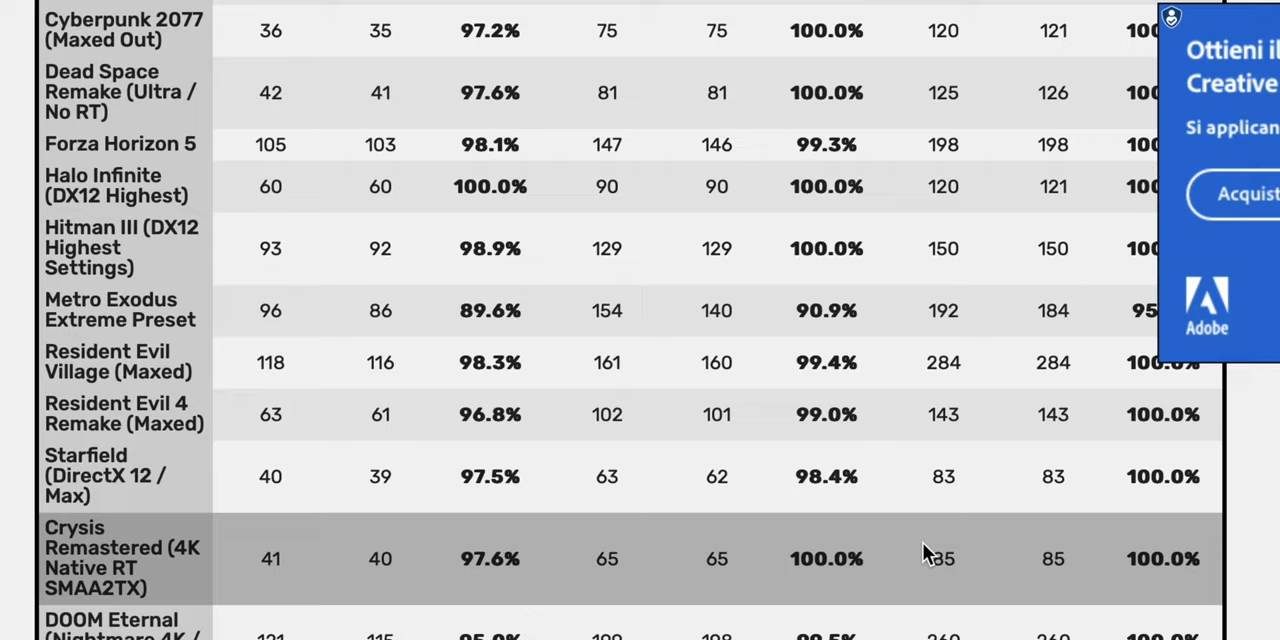 Cyberpunk 2077
(Maxed Out) 36 35 97.2% 75 75 100.0% 120 121 100
Dead Space
Remake (Ultra /
No RT) 42 41 97.6% 81 81 100.0% 125 126 100
Forza Horizon 5 105 103 98.1% 147 146 99.3% 198 198 100
Halo Infinite
(DX12 Highest) 60 60 100.0% 90 90 100.0% 120 121 100
Hitman III (DX12
Highest
Settings) 93 92 98.9% 129 129 100.0% 150 150 100
Metro Exodus
Extreme Preset 96 86 89.6% 154 140 90.9% 192 184 95
Resident Evil
Village (Maxed) 118 116 98.3% 161 160 99.4% 284 284 100.0%
Resident Evil 4
Remake (Maxed) 63 61 96.8% 102 101 99.0% 143 143 100.0%
Starfield
(DirectX 12 /
Max) 40 39 97.5% 63 62 98.4% 83 83 100.0%
Crysis
Remastered (4K
Native RT
SMAA2TX) 41 40 97.6% 65 65 100.0% 85 85 100.0%
DOOM Eternal
(Nightmare 4K /
Ottieni il
Creative
Si applican
Acquist
Adobe